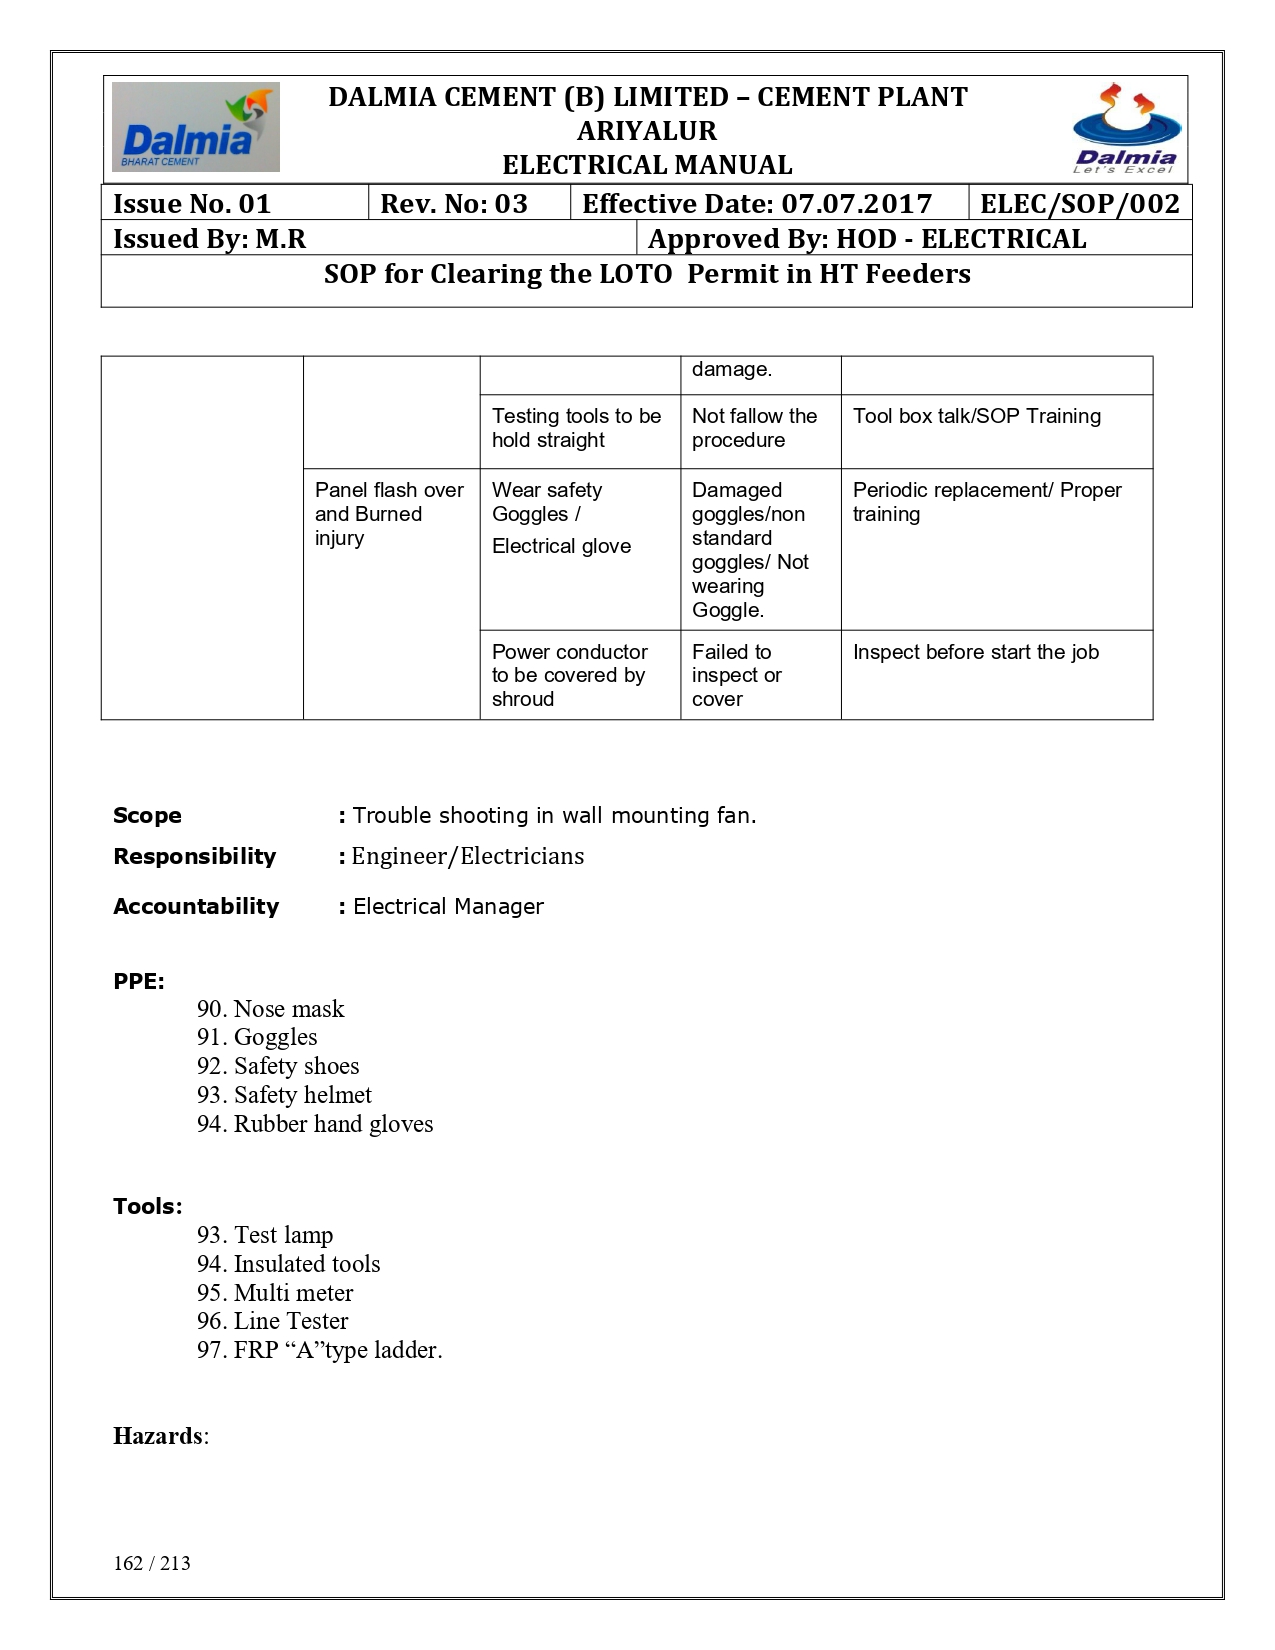 Dalmia
BHARAT CEMENT
DALMIA CEMENT (B) LIMITED – CEMENT PLANT
ARIYALUR
ELECTRICAL MANUAL
Dalmia
Let's Excel
Issue No. 01 Rev. No: 03 Effective Date: 07.07.2017 ELEC/SOP/002
Issued By: M.R Approved By: HOD - ELECTRICAL
SOP for Clearing the LOTO  Permit in HT Feeders
damage.
Testing tools to be
hold straight
Not fallow the
procedure
Tool box talk/SOP Training
Panel flash over
and Burned
injury
Wear safety
Goggles /
Electrical glove
Damaged
goggles/non
standard
goggles/ Not
wearing
Goggle.
Periodic replacement/ Proper
training
Power conductor
to be covered by
shroud
Failed to
inspect or
cover
Inspect before start the job
Scope : Trouble shooting in wall mounting fan.
Responsibility : Engineer/Electricians
Accountability : Electrical Manager
PPE:
90. Nose mask
91. Goggles
92. Safety shoes
93. Safety helmet
94. Rubber hand gloves
Tools:
93. Test lamp
94. Insulated tools
95. Multi meter
96. Line Tester
97. FRP “A”type ladder.
Hazards:
162 / 213